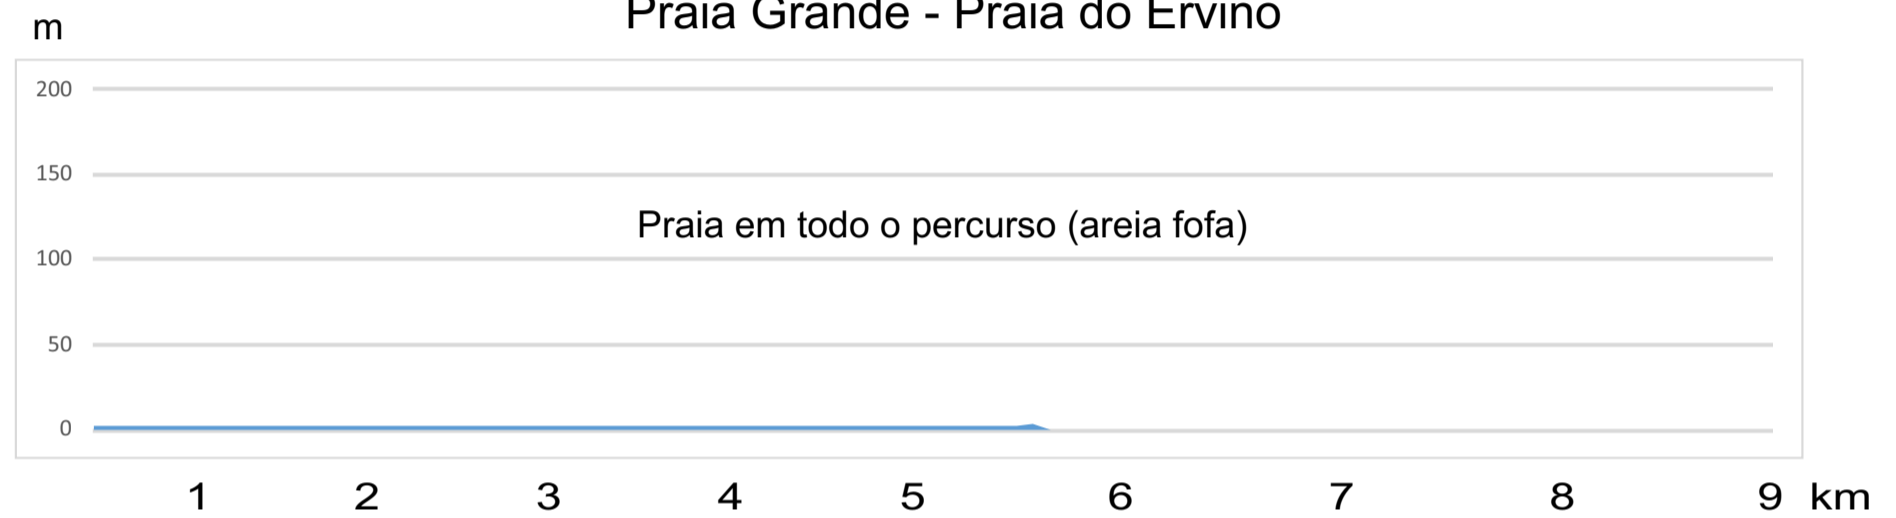 Praia Grande - Praia do Ervino
m
200
150
Praia em todo o percurso (areia fofa)
100
50
0
1 2 3 4 5 6 7 8 9 km